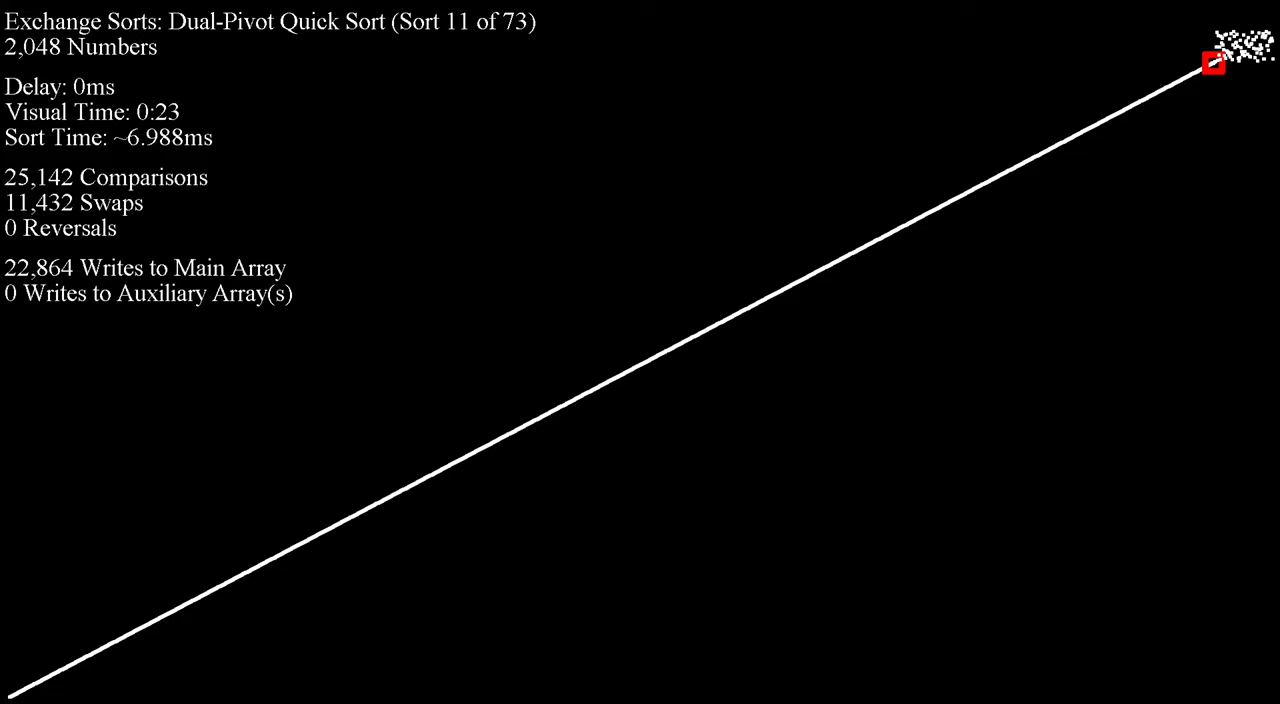 Exchange Sorts: Dual-Pivot Quick Sort (Sort 11 of 73)
2,048 Numbers
Delay: 0ms
Visual Time: 0:23
Sort Time: ~6.988ms
25,142 Comparisons
11,432 Swaps
0 Reversals
22,864 Writes to Main Array
0 Writes to Auxiliary Array(s)